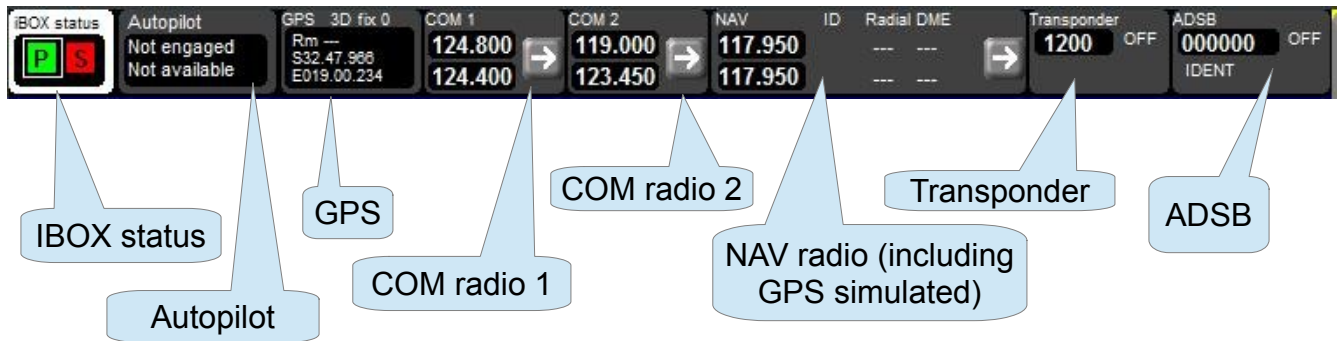 iBOX status
P S
Autopilot
Not engaged
Not available
GPS 3D fix 0
Rm ---
S32.47.966
E019.00.234
COM 1
124.800
124.400
COM 2
119.000
123.450
NAV ID Radial DME
117.950 --- ---
117.950 --- ---
Transponder
1200 OFF
ADSB
000000 OFF
IDENT
IBOX status
Autopilot
GPS
COM radio 1
COM radio 2
NAV radio (including
GPS simulated)
Transponder
ADSB